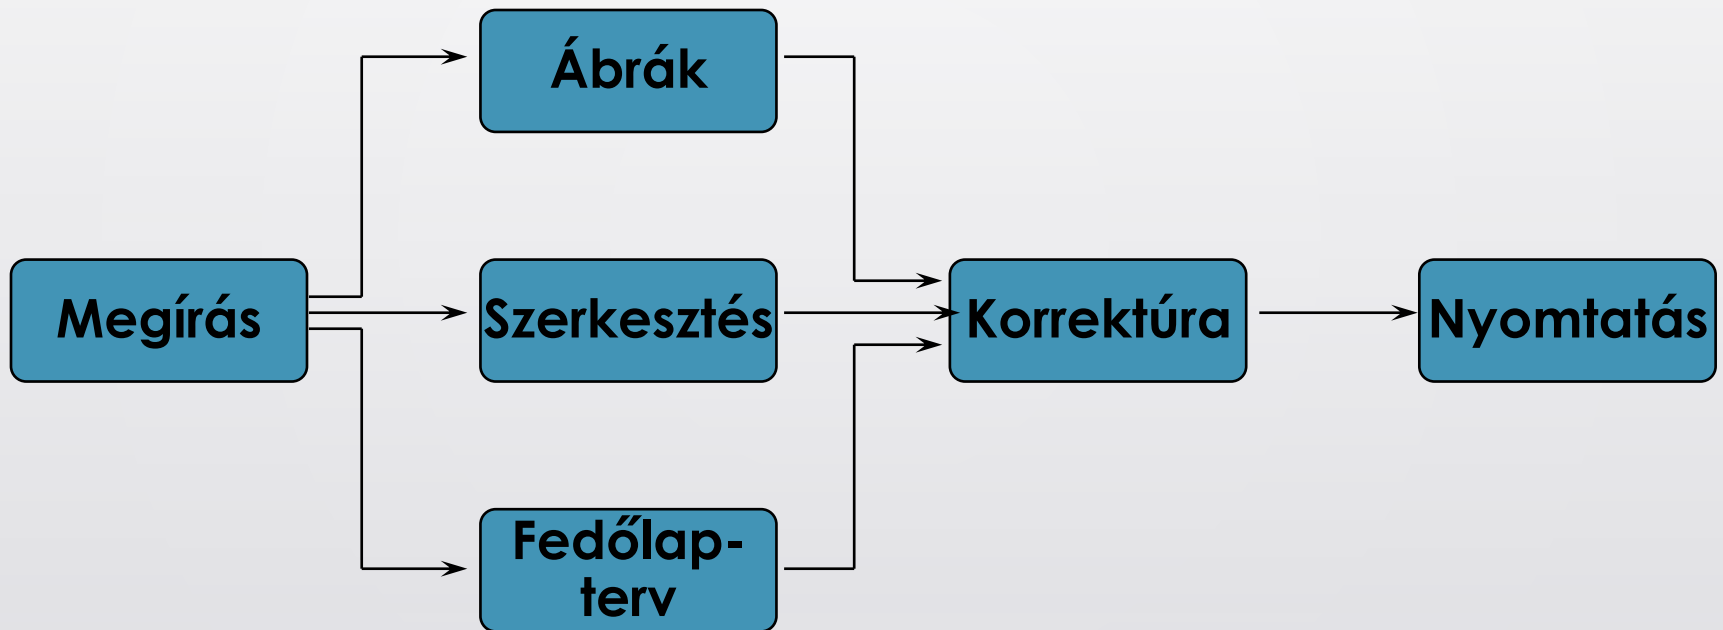 Ábrák
Megírás
Szerkesztés
Korrektúra
Nyomtatás
Fedőlap-
terv